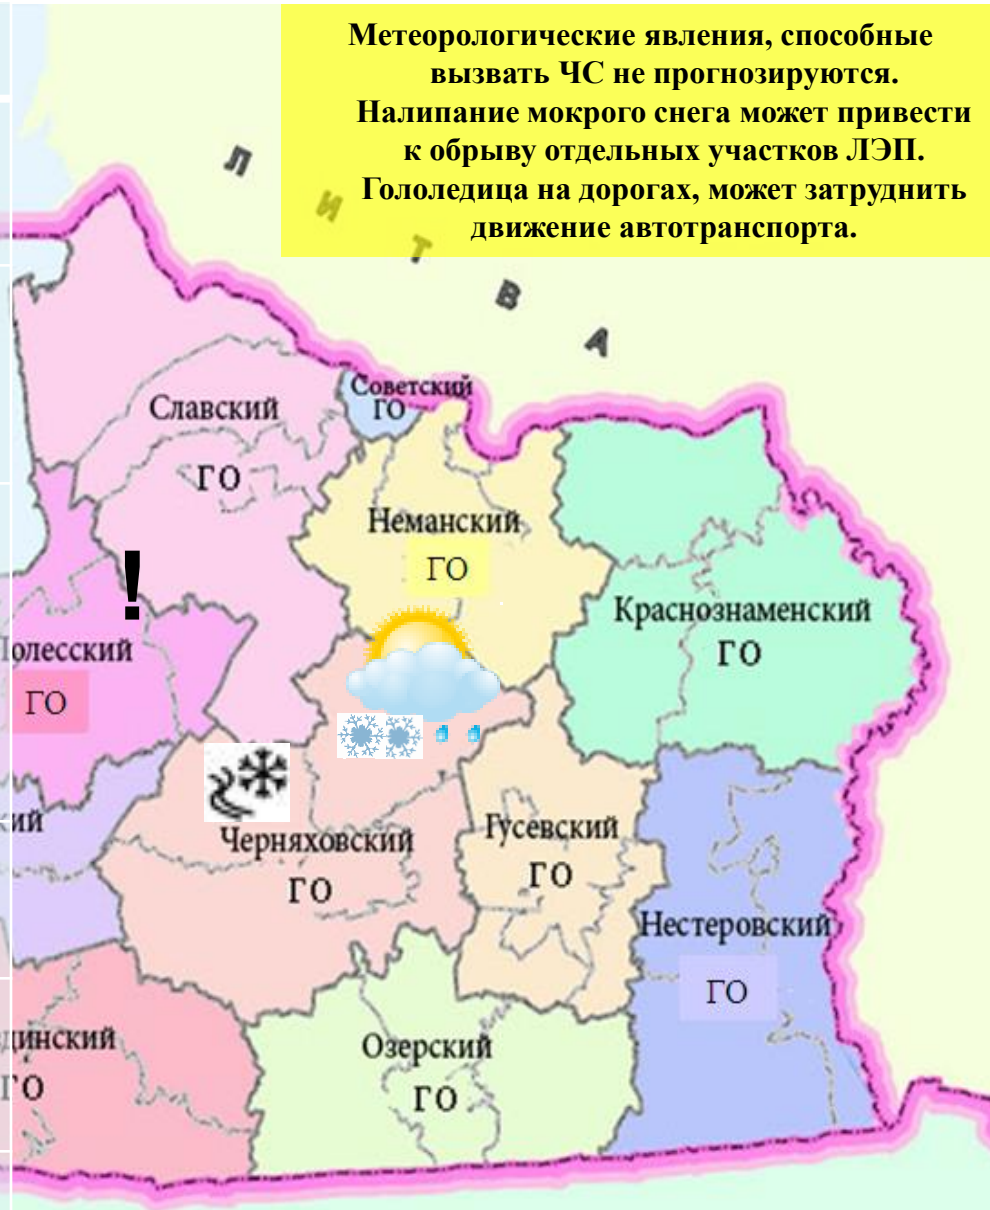 Метеорологические явления, способные
вызвать ЧС не прогнозируются.
Налипание мокрого снега может привести
к обрыву отдельных участков ЛЭП.
Гололедица на дорогах, может затруднить
движение автотранспорта.
Л И Т В А
Советский
ГО
Славский
ГО
Неманский
ГО
!
Краснознаменский
ГО
олесский
ГО
кий
Черняховский
ГО
Гусевский
ГО
Нестеровский
ГО
динский
ГО
Озерский
ГО